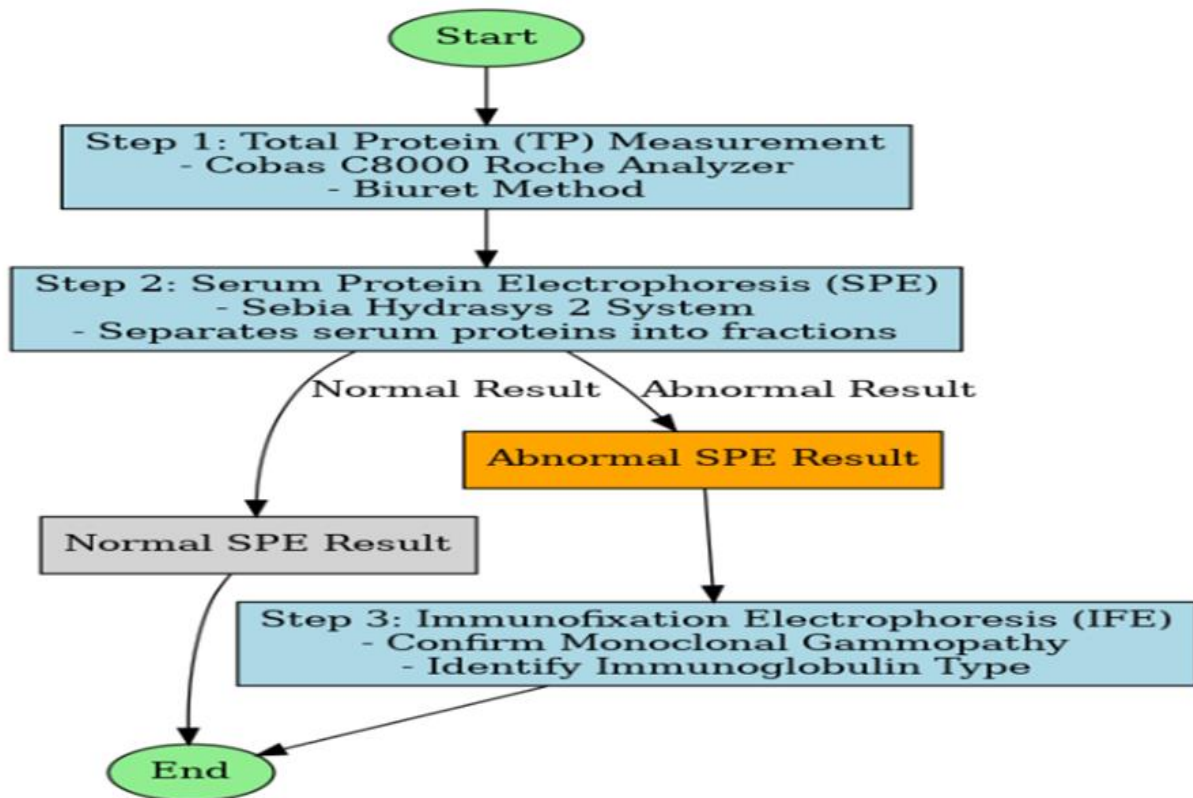 Start
Step 1: Total Protein (TP) Measurement
- Cobas C8000 Roche Analyzer
- Biuret Method
Step 2: Serum Protein Electrophoresis (SPE)
- Sebia Hydrasys 2 System
- Separates serum proteins into fractions
Normal Result
Abnormal Result
Abnormal SPE Result
Normal SPE Result
Step 3: Immunofixation Electrophoresis (IFE)
- Confirm Monoclonal Gammopathy
- Identify Immunoglobulin Type
End